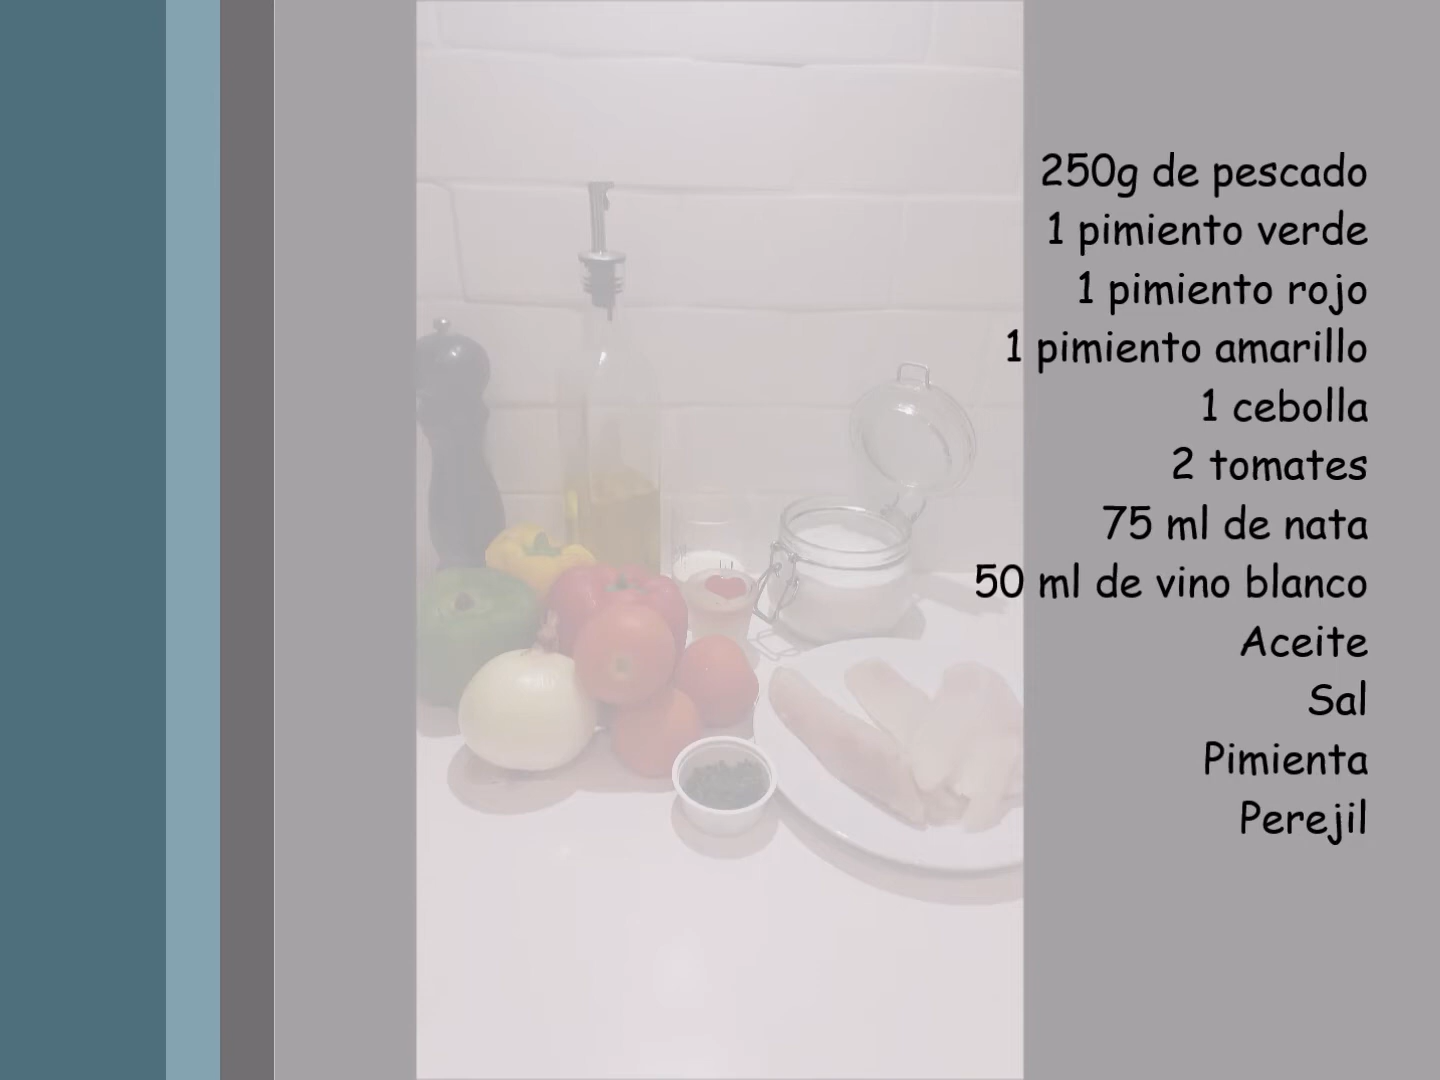 250g de pescado
1 pimiento verde
1 pimiento rojo
1 pimiento amarillo
1 cebolla
2 tomates
75 ml de nata
50 ml de vino blanco
Aceite
Sal
Pimienta
Perejil